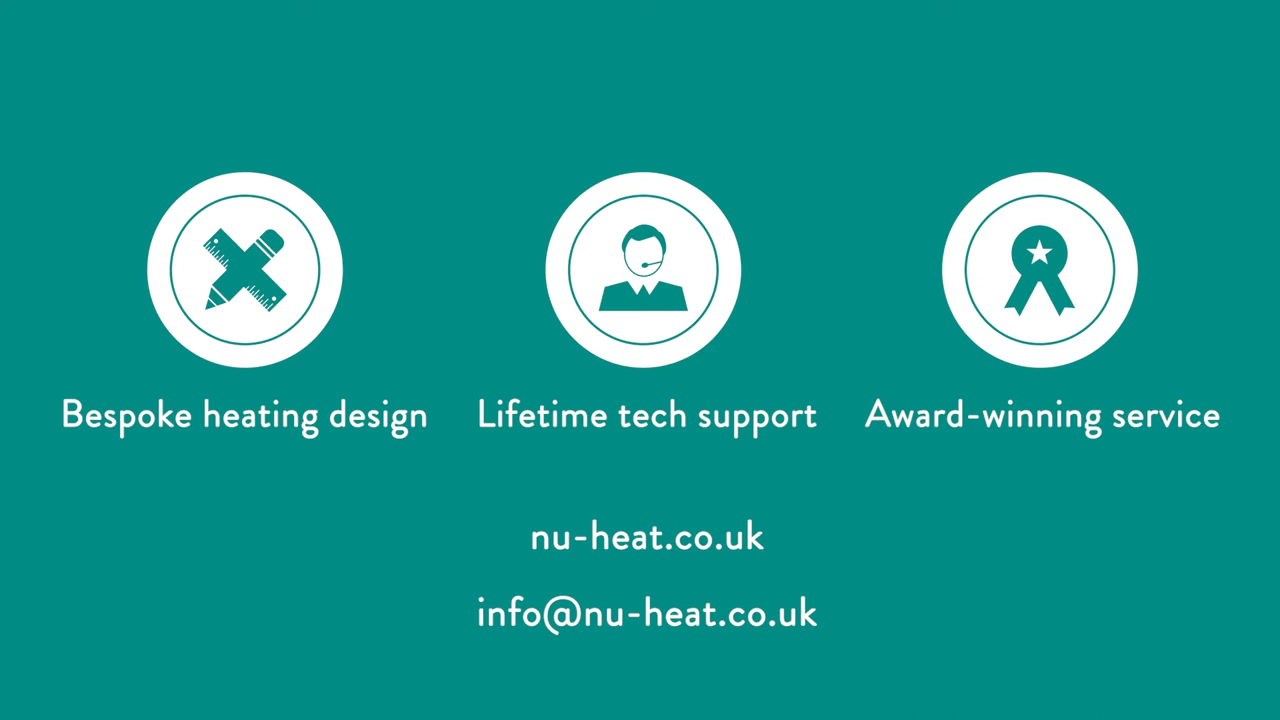 Bespoke heating design
Lifetime tech support
Award-winning service
nu-heat.co.uk
info@nu-heat.co.uk